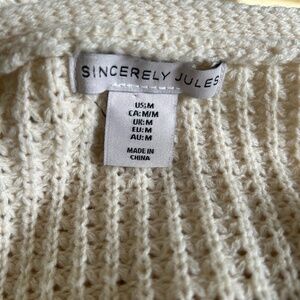 SINCERELY JULES
US:M
CA:M/M
UK:M
EU:M
AU:M
MADE IN
CHINA